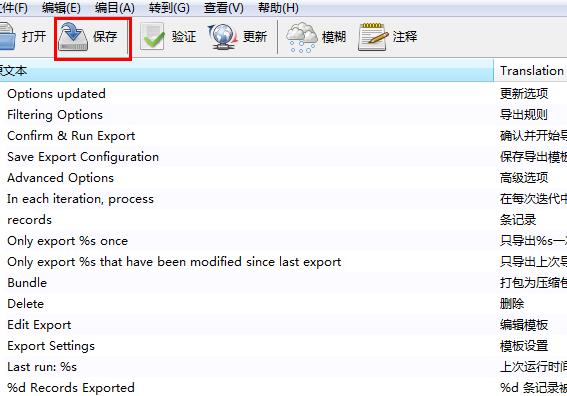 文件(F) 编辑(E) 编目(A) 转到(G) 查看(V) 帮助(H)
打开 保存 验证 更新 模糊 注释
原文本 Translation
Options updated 更新选项
Filtering Options 导出规则
Confirm & Run Export 确认并开始导
Save Export Configuration 保存导出模板
Advanced Options 高级选项
In each iteration, process 在每次迭代中
records 条记录
Only export %s once 只导出%s一次
Only export %s that have been modified since last export 只导出上次导
Bundle 打包为压缩包
Delete 删除
Edit Export 编辑模板
Export Settings 模板设置
Last run: %s 上次运行时间
%d Records Exported %d 条记录被